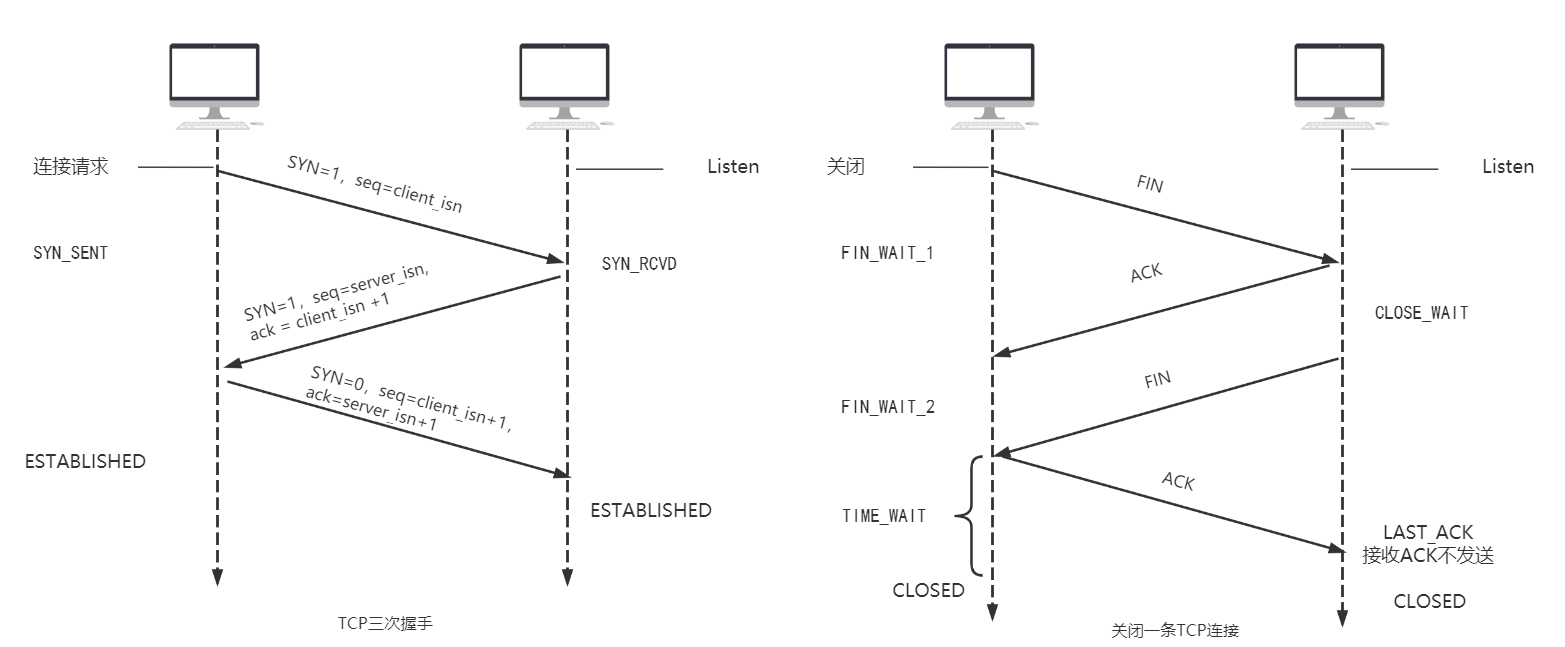 连接请求
SYN=1，seq=client_isn
Listen
SYN_SENT
SYN_RCVD
SYN=1，seq=server_isn,
ack = client_isn +1
SYN=0，seq=client_isn+1,
ack=server_isn+1
ESTABLISHED
ESTABLISHED
TCP三次握手
关闭
FIN
Listen
FIN_WAIT_1
ACK
CLOSE_WAIT
FIN
FIN_WAIT_2
ACK
TIME_WAIT
LAST_ACK
接收ACK不发送
CLOSED
CLOSED
关闭一条TCP连接